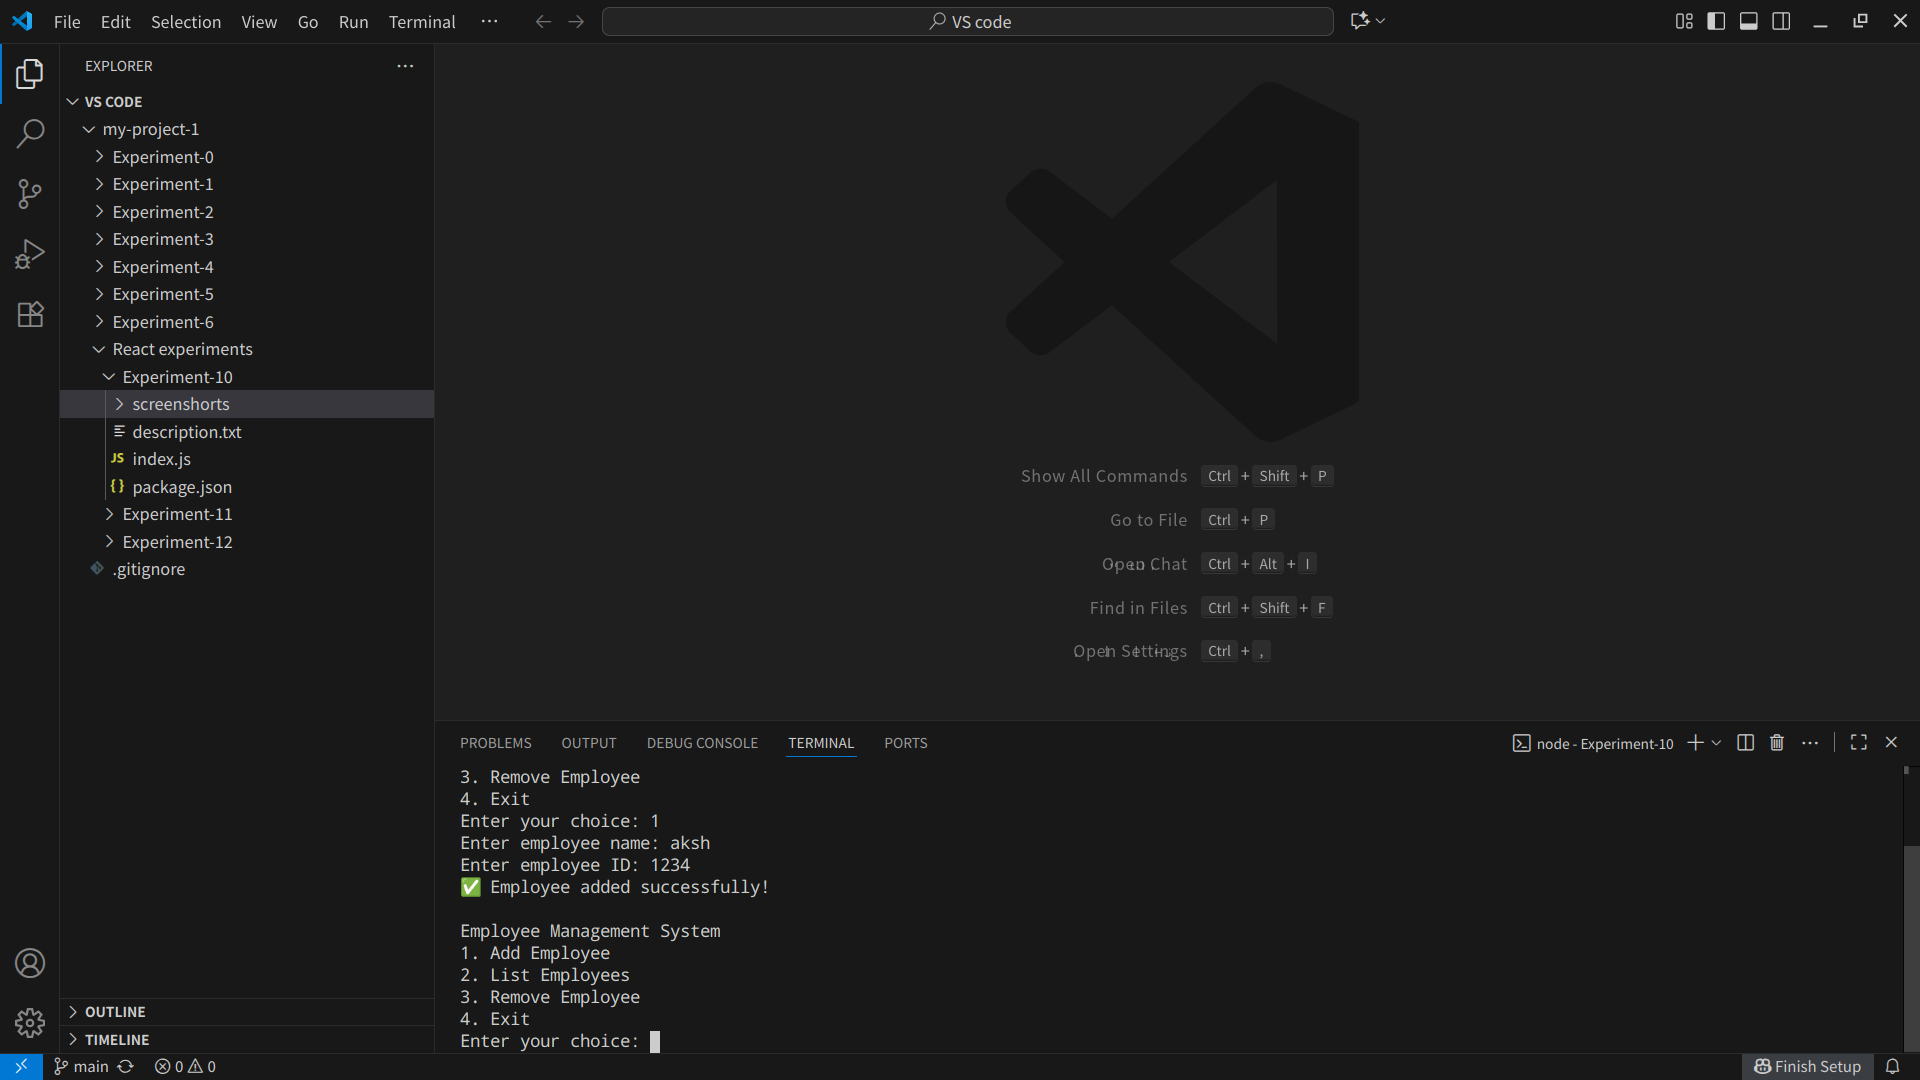 File Edit Selection View Go Run Terminal ···
VS code
EXPLORER
VS CODE
my-project-1
Experiment-0
Experiment-1
Experiment-2
Experiment-3
Experiment-4
Experiment-5
Experiment-6
React experiments
Experiment-10
screenshorts
description.txt
JS index.js
{} package.json
Experiment-11
Experiment-12
.gitignore
OUTLINE
TIMELINE
Show All Commands Ctrl + Shift + P
Go to File Ctrl + P
Open Chat Ctrl + Alt + I
Find in Files Ctrl + Shift + F
Open Settings Ctrl + ,
PROBLEMS OUTPUT DEBUG CONSOLE TERMINAL PORTS
node - Experiment-10
3. Remove Employee
4. Exit
Enter your choice: 1
Enter employee name: aksh
Enter employee ID: 1234
✅ Employee added successfully!
Employee Management System
1. Add Employee
2. List Employees
3. Remove Employee
4. Exit
Enter your choice:
main 0 0 Finish Setup